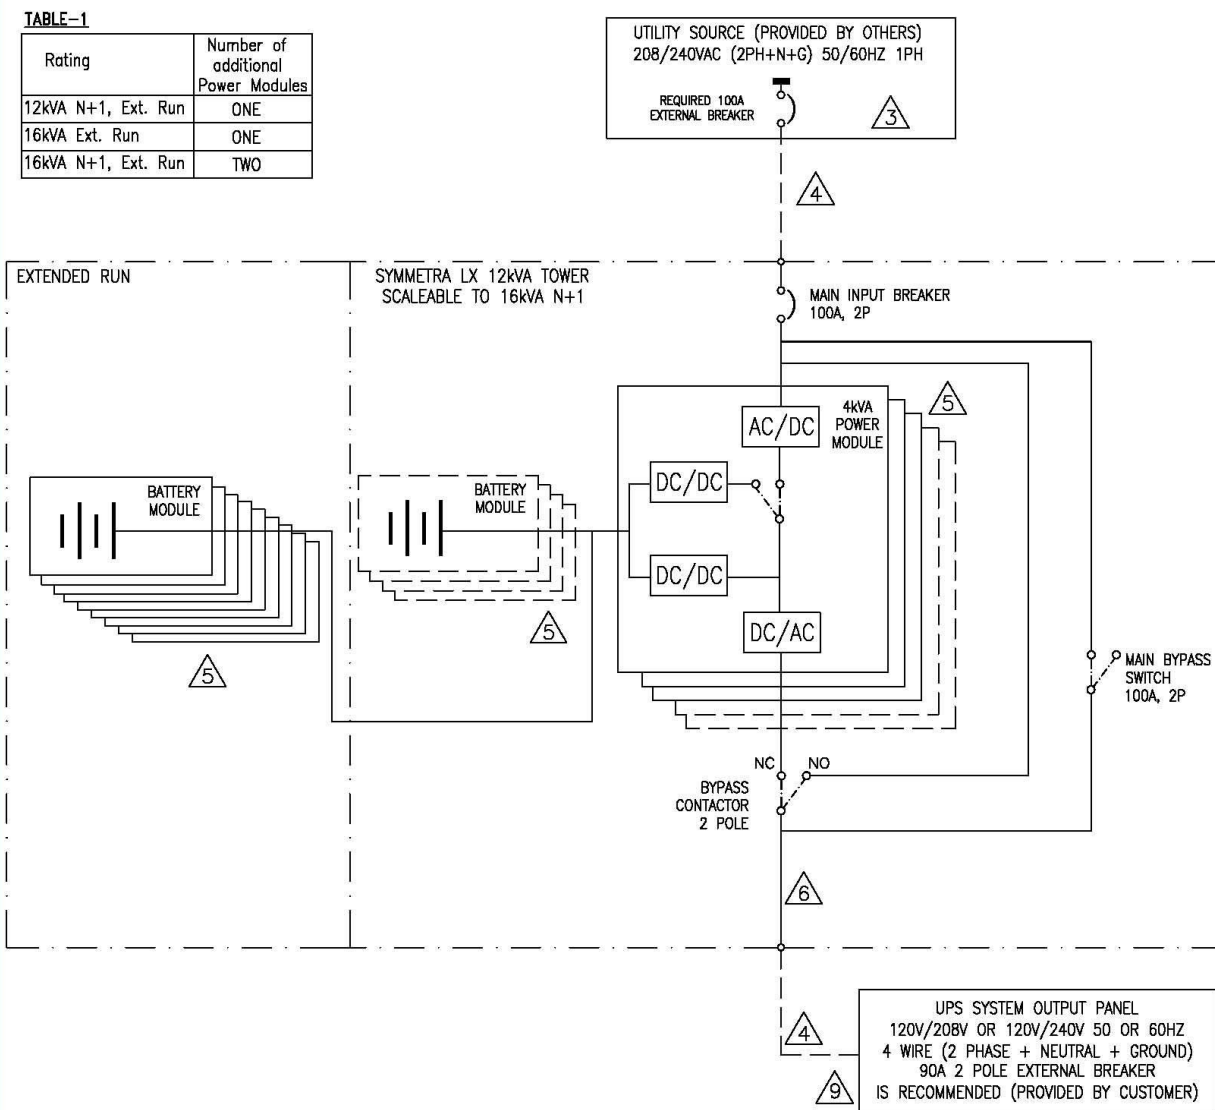 TABLE-1
Rating
Number of
additional
Power Modules
12kVA N+1, Ext. Run ONE
16kVA Ext. Run ONE
16kVA N+1, Ext. Run TWO
UTILITY SOURCE (PROVIDED BY OTHERS)
208/240VAC (2PH+N+G) 50/60HZ 1PH
REQUIRED 100A
EXTERNAL BREAKER
3
4
EXTENDED RUN
SYMMETRA LX 12kVA TOWER
SCALEABLE TO 16kVA N+1
MAIN INPUT BREAKER
100A, 2P
4kVA
POWER
MODULE
5
AC/DC
DC/DC
DC/DC
DC/AC
BATTERY
MODULE
5
BATTERY
MODULE
5
MAIN BYPASS
SWITCH
100A, 2P
NC NO
BYPASS
CONTACTOR
2 POLE
6
4
9
UPS SYSTEM OUTPUT PANEL
120V/208V OR 120V/240V 50 OR 60HZ
4 WIRE (2 PHASE + NEUTRAL + GROUND)
90A 2 POLE EXTERNAL BREAKER
IS RECOMMENDED (PROVIDED BY CUSTOMER)